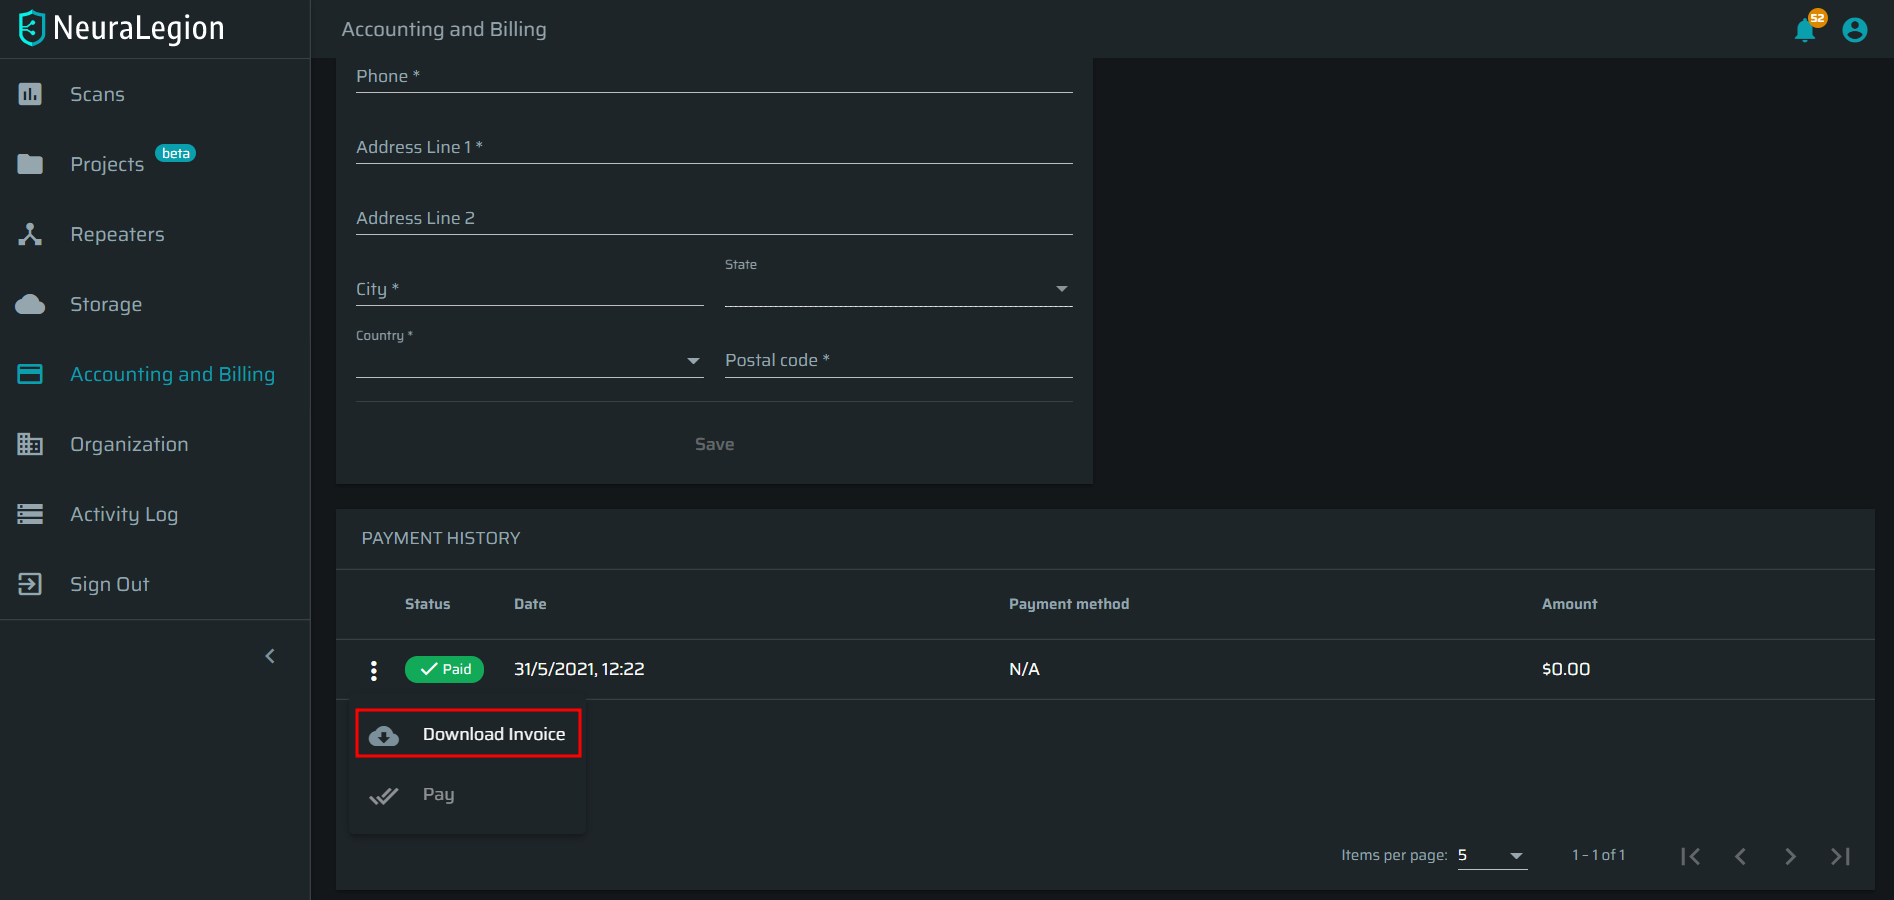 NeuraLegion
Accounting and Billing
52
Scans
Projects beta
Repeaters
Storage
Accounting and Billing
Organization
Activity Log
Sign Out
Phone *
Address Line 1 *
Address Line 2
City *
State
Country *
Postal code *
Save
PAYMENT HISTORY
Status Date Payment method Amount
Paid 31/5/2021, 12:22 N/A $0.00
Download Invoice
Pay
Items per page: 5 1 – 1 of 1